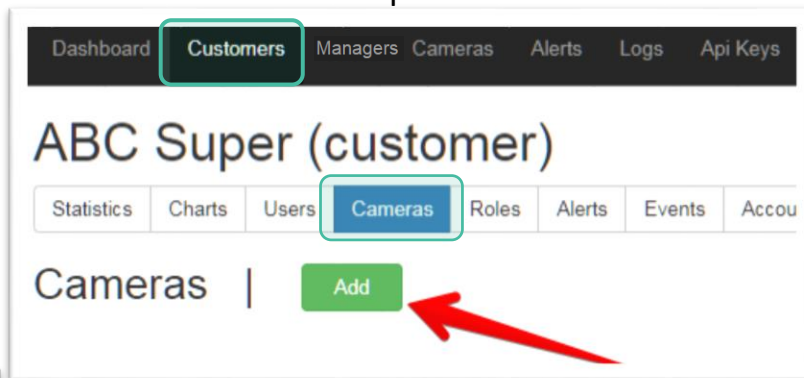 Dashboard Customers Managers Cameras Alerts Logs Api Keys
ABC Super (customer)
Statistics Charts Users Cameras Roles Alerts Events Accou
Cameras | Add